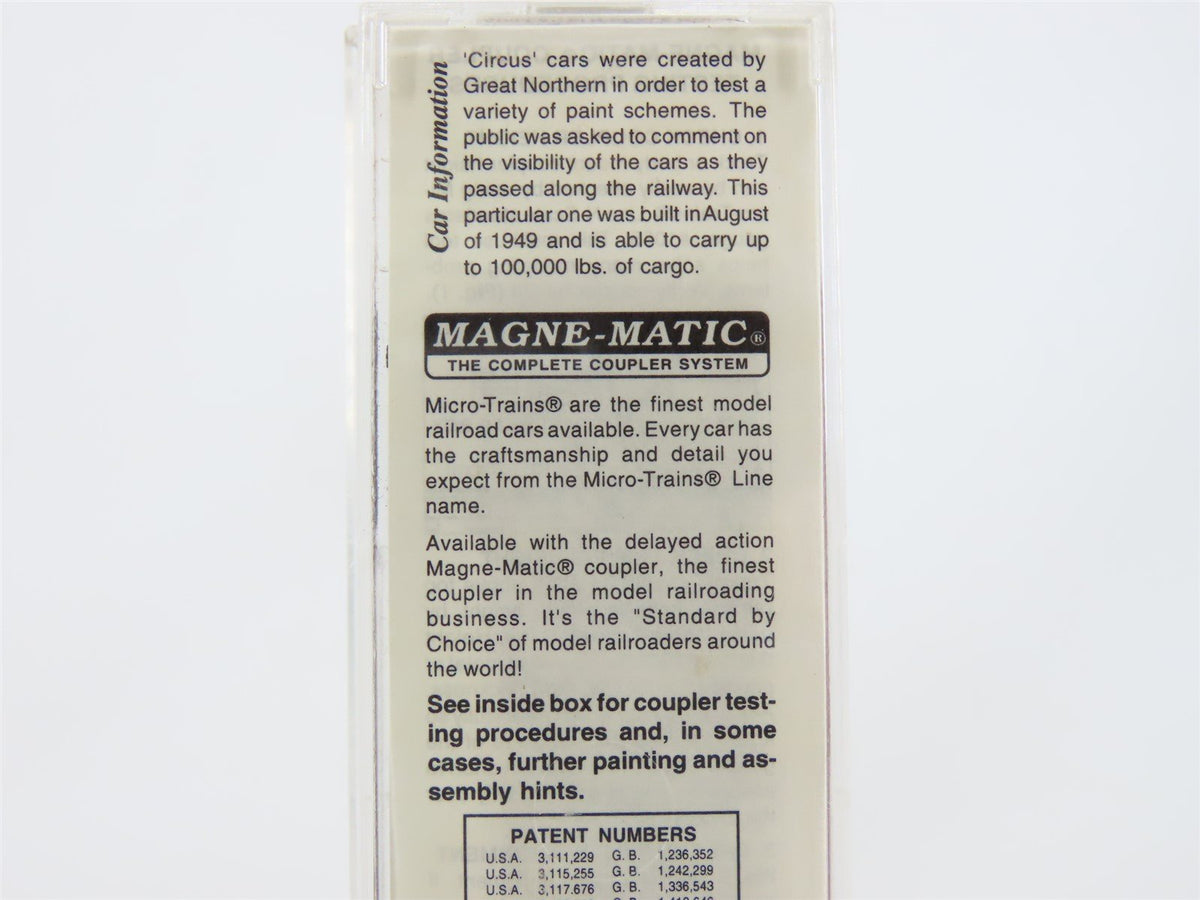 Car Information
'Circus' cars were created by
Great Northern in order to test a
variety of paint schemes. The
public was asked to comment on
the visibility of the cars as they
passed along the railway. This
particular one was built in August
of 1949 and is able to carry up
to 100,000 lbs. of cargo.
MAGNE-MATIC®
THE COMPLETE COUPLER SYSTEM
Micro-Trains® are the finest model
railroad cars available. Every car has
the craftsmanship and detail you
expect from the Micro-Trains® Line
name.
Available with the delayed action
Magne-Matic® coupler, the finest
coupler in the model railroading
business. It's the "Standard by
Choice" of model railroaders around
the world!
See inside box for coupler test-
ing procedures and, in some
cases, further painting and as-
sembly hints.
PATENT NUMBERS
U.S.A. 3,111,229 G. B. 1,236,352
U.S.A. 3,115,255 G. B. 1,242,299
U.S.A. 3,117.676 G. B. 1,336,543